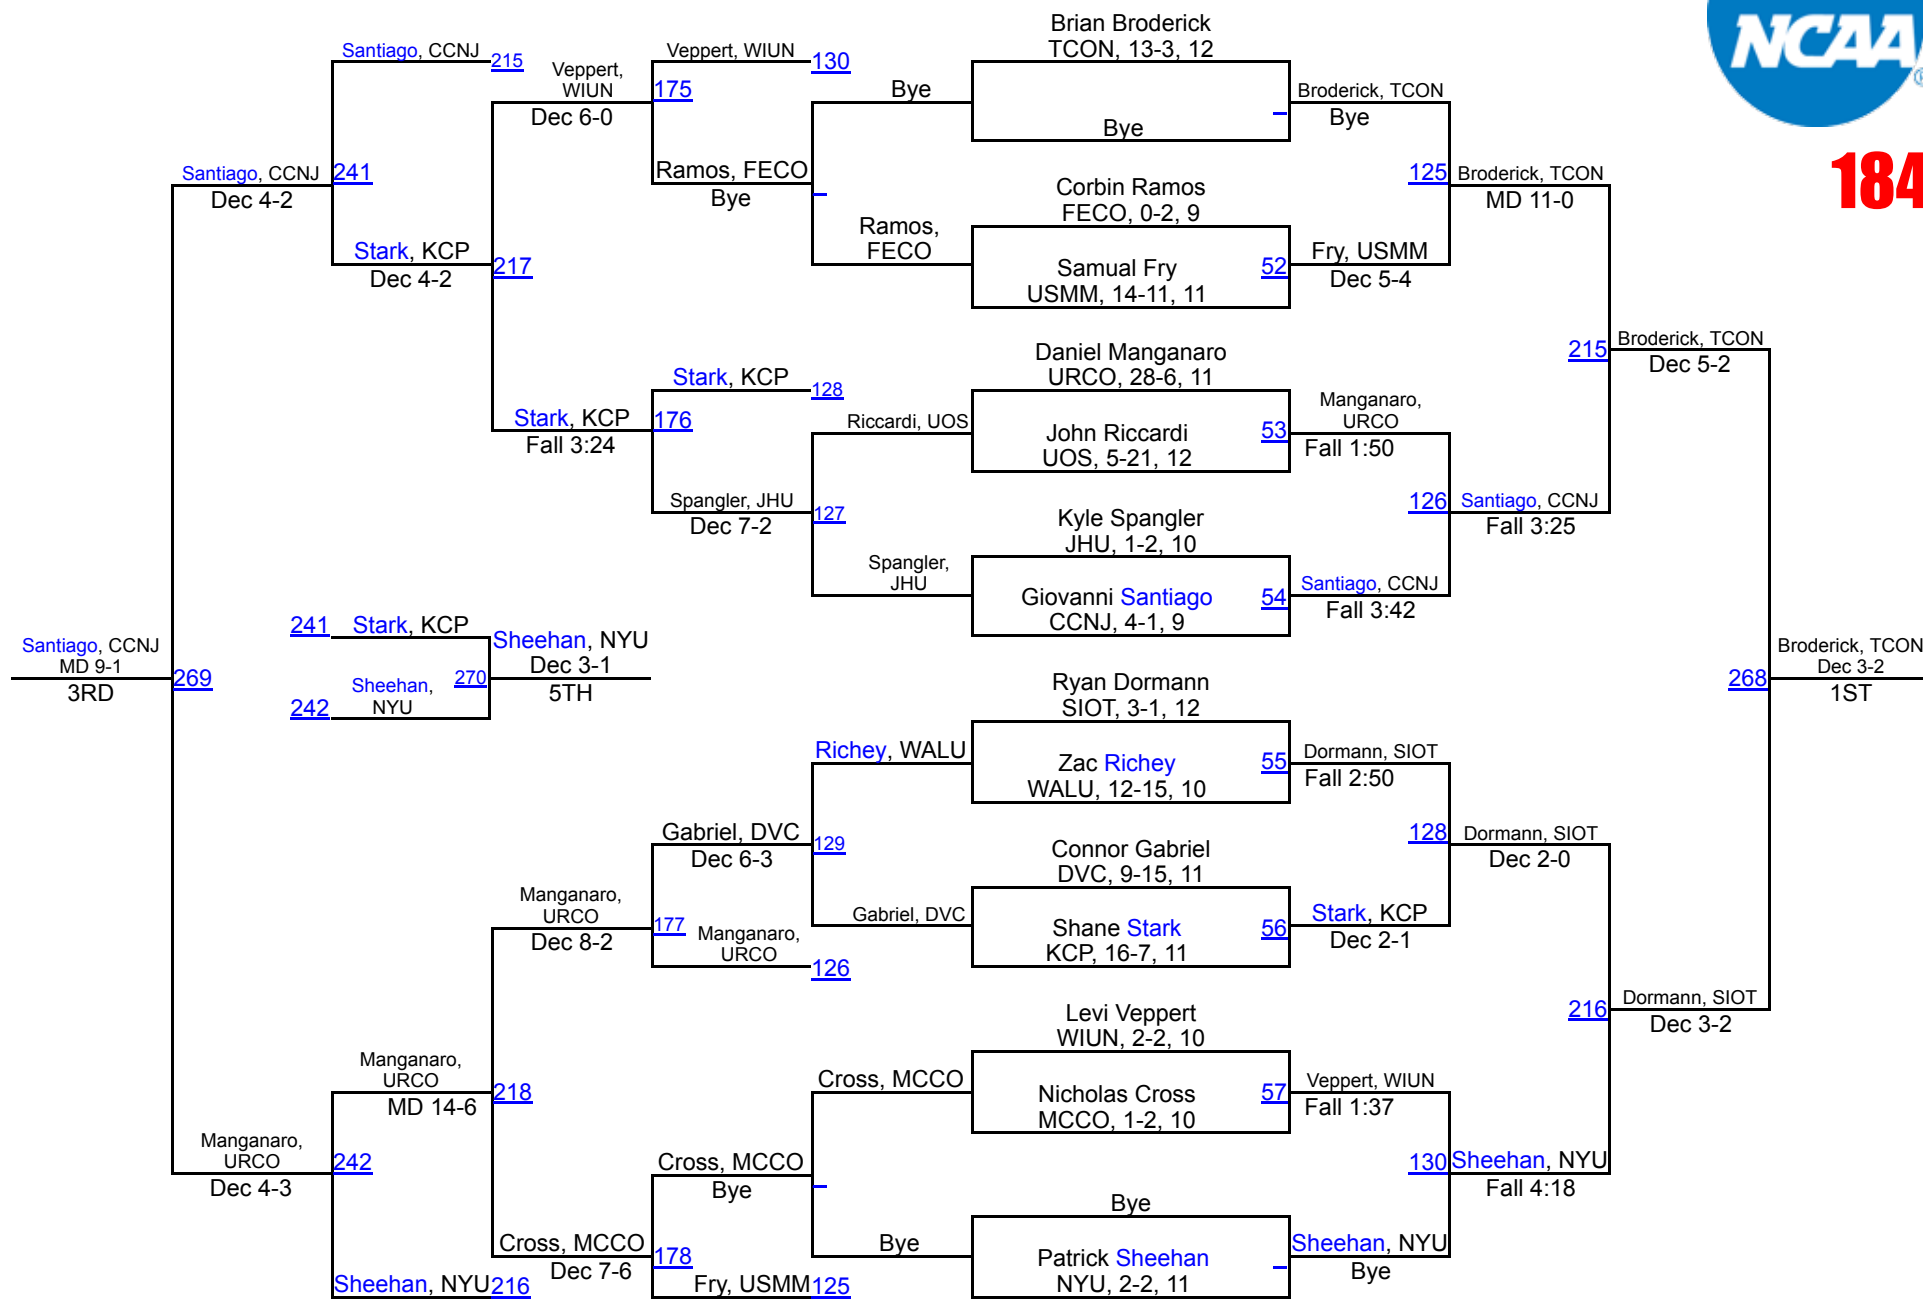 NCAA
®
184
Brian Broderick
TCON, 13-3, 12
Bye
Broderick, TCON
Bye
Corbin Ramos
FECO, 0-2, 9
Samual Fry
USMM, 14-11, 11
52
Fry, USMM
Dec 5-4
125
Broderick, TCON
MD 11-0
Daniel Manganaro
URCO, 28-6, 11
John Riccardi
UOS, 5-21, 12
53
Manganaro,
URCO
Fall 1:50
Kyle Spangler
JHU, 1-2, 10
Giovanni Santiago
CCNJ, 4-1, 9
54
Santiago, CCNJ
Fall 3:42
126
Santiago, CCNJ
Fall 3:25
215
Broderick, TCON
Dec 5-2
Ryan Dormann
SIOT, 3-1, 12
Zac Richey
WALU, 12-15, 10
55
Dormann, SIOT
Fall 2:50
Connor Gabriel
DVC, 9-15, 11
Shane Stark
KCP, 16-7, 11
56
Stark, KCP
Dec 2-1
128
Dormann, SIOT
Dec 2-0
Levi Veppert
WIUN, 2-2, 10
Nicholas Cross
MCCO, 1-2, 10
57
Veppert, WIUN
Fall 1:37
Bye
Patrick Sheehan
NYU, 2-2, 11
Sheehan, NYU
Bye
130
Sheehan, NYU
Fall 4:18
216
Dormann, SIOT
Dec 3-2
268
Broderick, TCON
Dec 3-2
1ST
Bye
Ramos,
FECO
Ramos, FECO
Bye
Veppert, WIUN
130
175
Veppert,
WIUN
Dec 6-0
Riccardi, UOS
Spangler,
JHU
127
Spangler, JHU
Dec 7-2
Stark, KCP
128
176
Stark, KCP
Fall 3:24
217
Stark, KCP
Dec 4-2
Santiago, CCNJ
215
241
Santiago, CCNJ
Dec 4-2
Richey, WALU
Gabriel, DVC
129
Gabriel, DVC
Dec 6-3
Manganaro,
URCO
126
177
Manganaro,
URCO
Dec 8-2
Cross, MCCO
Bye
Cross, MCCO
Bye
Fry, USMM
125
178
Cross, MCCO
Dec 7-6
218
Manganaro,
URCO
MD 14-6
Sheehan, NYU
216
242
Manganaro,
URCO
Dec 4-3
269
Santiago, CCNJ
MD 9-1
3RD
241
Stark, KCP
242
Sheehan,
NYU
270
Sheehan, NYU
Dec 3-1
5TH